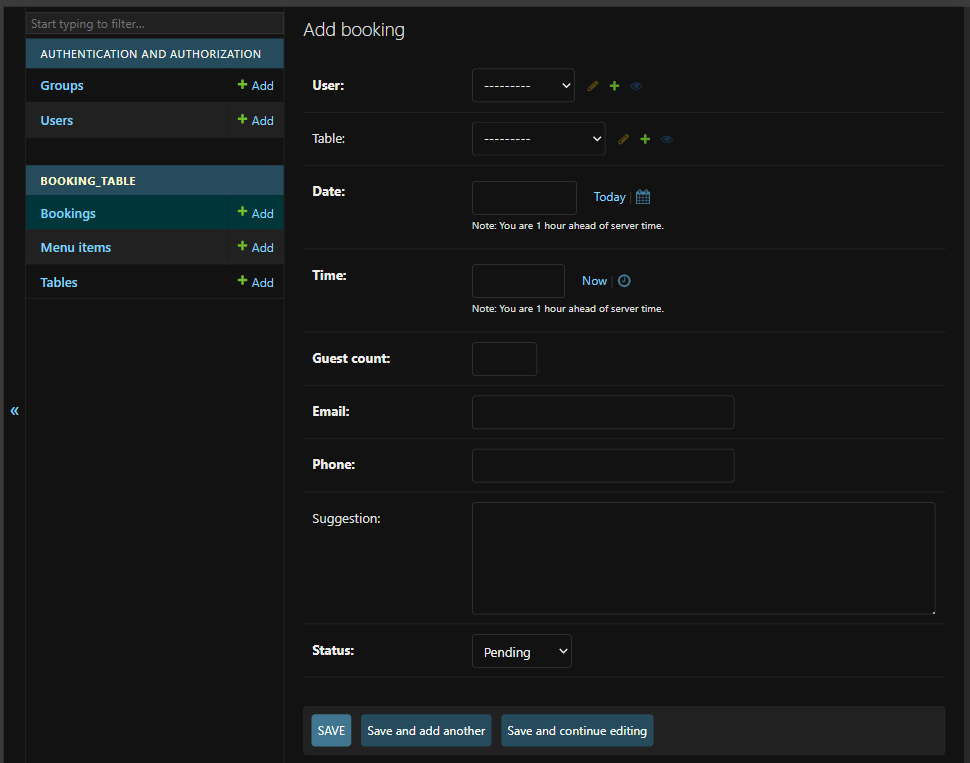 Start typing to filter...
AUTHENTICATION AND AUTHORIZATION
Groups + Add
Users + Add
BOOKING_TABLE
Bookings + Add
Menu items + Add
Tables + Add
«
Add booking
User: ---------
Table: ---------
Date: Today |
Note: You are 1 hour ahead of server time.
Time: Now |
Note: You are 1 hour ahead of server time.
Guest count:
Email:
Phone:
Suggestion:
Status: Pending
SAVE Save and add another Save and continue editing